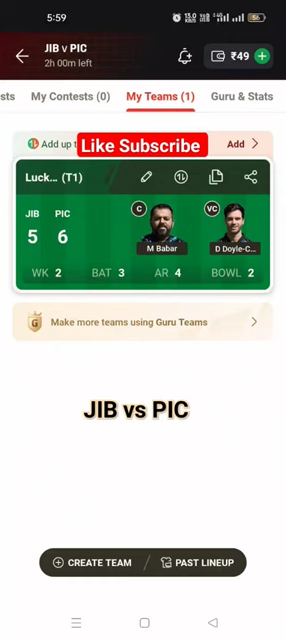 5:59
56
JIB v PIC
2h 00m left
₹49
sts My Contests (0) My Teams (1) Guru & Stats
Add up t
Like Subscribe
Add
Luck... (T1)
JIB PIC
5 6
C
VC
M Babar
D Doyle-C...
WK 2 BAT 3 AR 4 BOWL 2
G
Make more teams using Guru Teams
JIB vs PIC
CREATE TEAM
PAST LINEUP